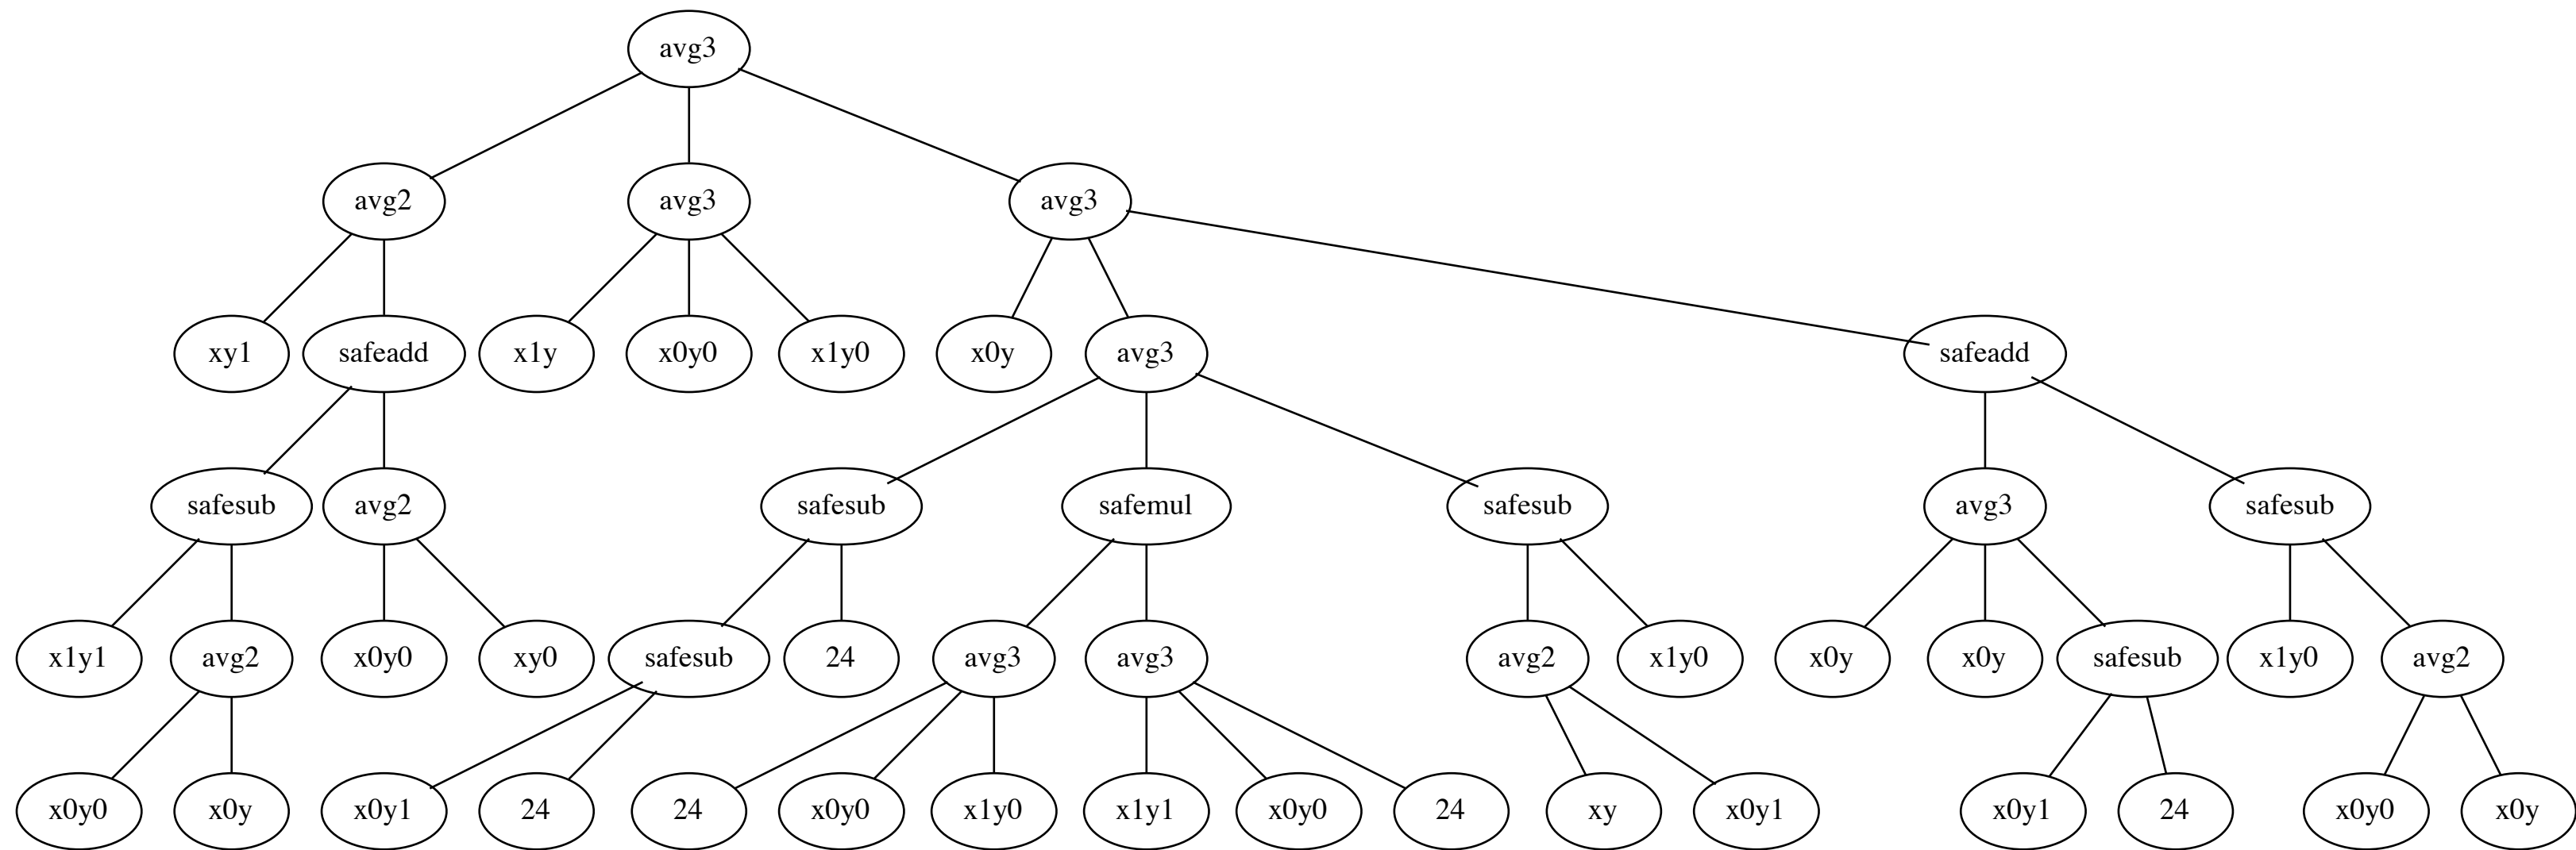 avg3
avg2 avg3 avg3
xy1 safeadd x1y x0y0 x1y0 x0y avg3 safeadd
safesub avg2 safesub safemul safesub avg3 safesub
x1y1 avg2 x0y0 xy0 safesub 24 avg3 avg3 avg2 x1y0 x0y x0y safesub x1y0 avg2
x0y0 x0y x0y1 24 24 x0y0 x1y0 x1y1 x0y0 24 xy x0y1 x0y1 24 x0y0 x0y